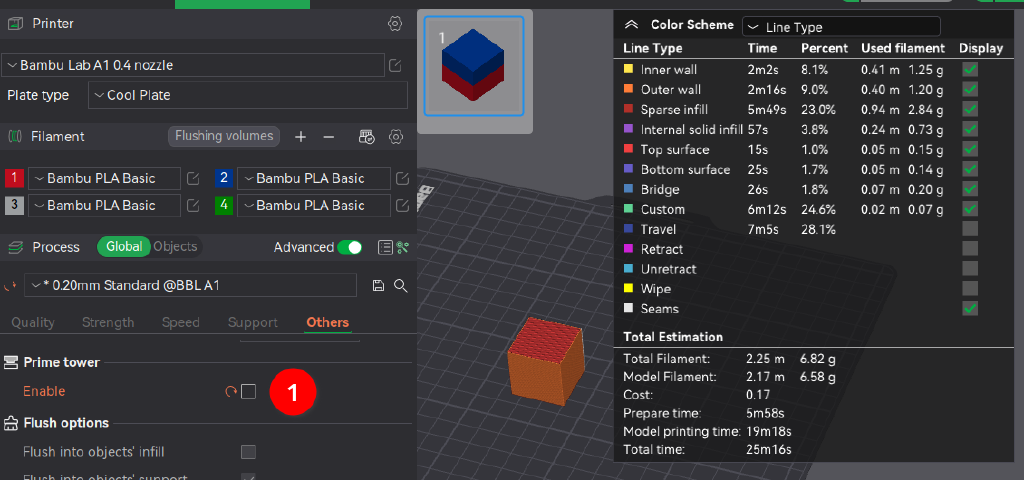 Printer
Bambu Lab A1 0.4 nozzle
Plate type Cool Plate
Filament Flushing volumes
1 Bambu PLA Basic 2 Bambu PLA Basic
3 Bambu PLA Basic 4 Bambu PLA Basic
Process Global Objects Advanced
* 0.20mm Standard @BBL A1
Quality Strength Speed Support Others
Prime tower
Enable 1
Flush options
Flush into objects' infill
Flush into objects' support
1
Color Scheme Line Type
Line Type Time Percent Used filament Display
Inner wall 2m2s 8.1% 0.41 m 1.25 g
Outer wall 2m16s 9.0% 0.40 m 1.20 g
Sparse infill 5m49s 23.0% 0.94 m 2.84 g
Internal solid infill 57s 3.8% 0.24 m 0.73 g
Top surface 15s 1.0% 0.05 m 0.15 g
Bottom surface 25s 1.7% 0.05 m 0.14 g
Bridge 26s 1.8% 0.07 m 0.20 g
Custom 6m12s 24.6% 0.02 m 0.07 g
Travel 7m5s 28.1%
Retract
Unretract
Wipe
Seams
Total Estimation
Total Filament: 2.25 m 6.82 g
Model Filament: 2.17 m 6.58 g
Cost: 0.17
Prepare time: 5m58s
Model printing time: 19m18s
Total time: 25m16s